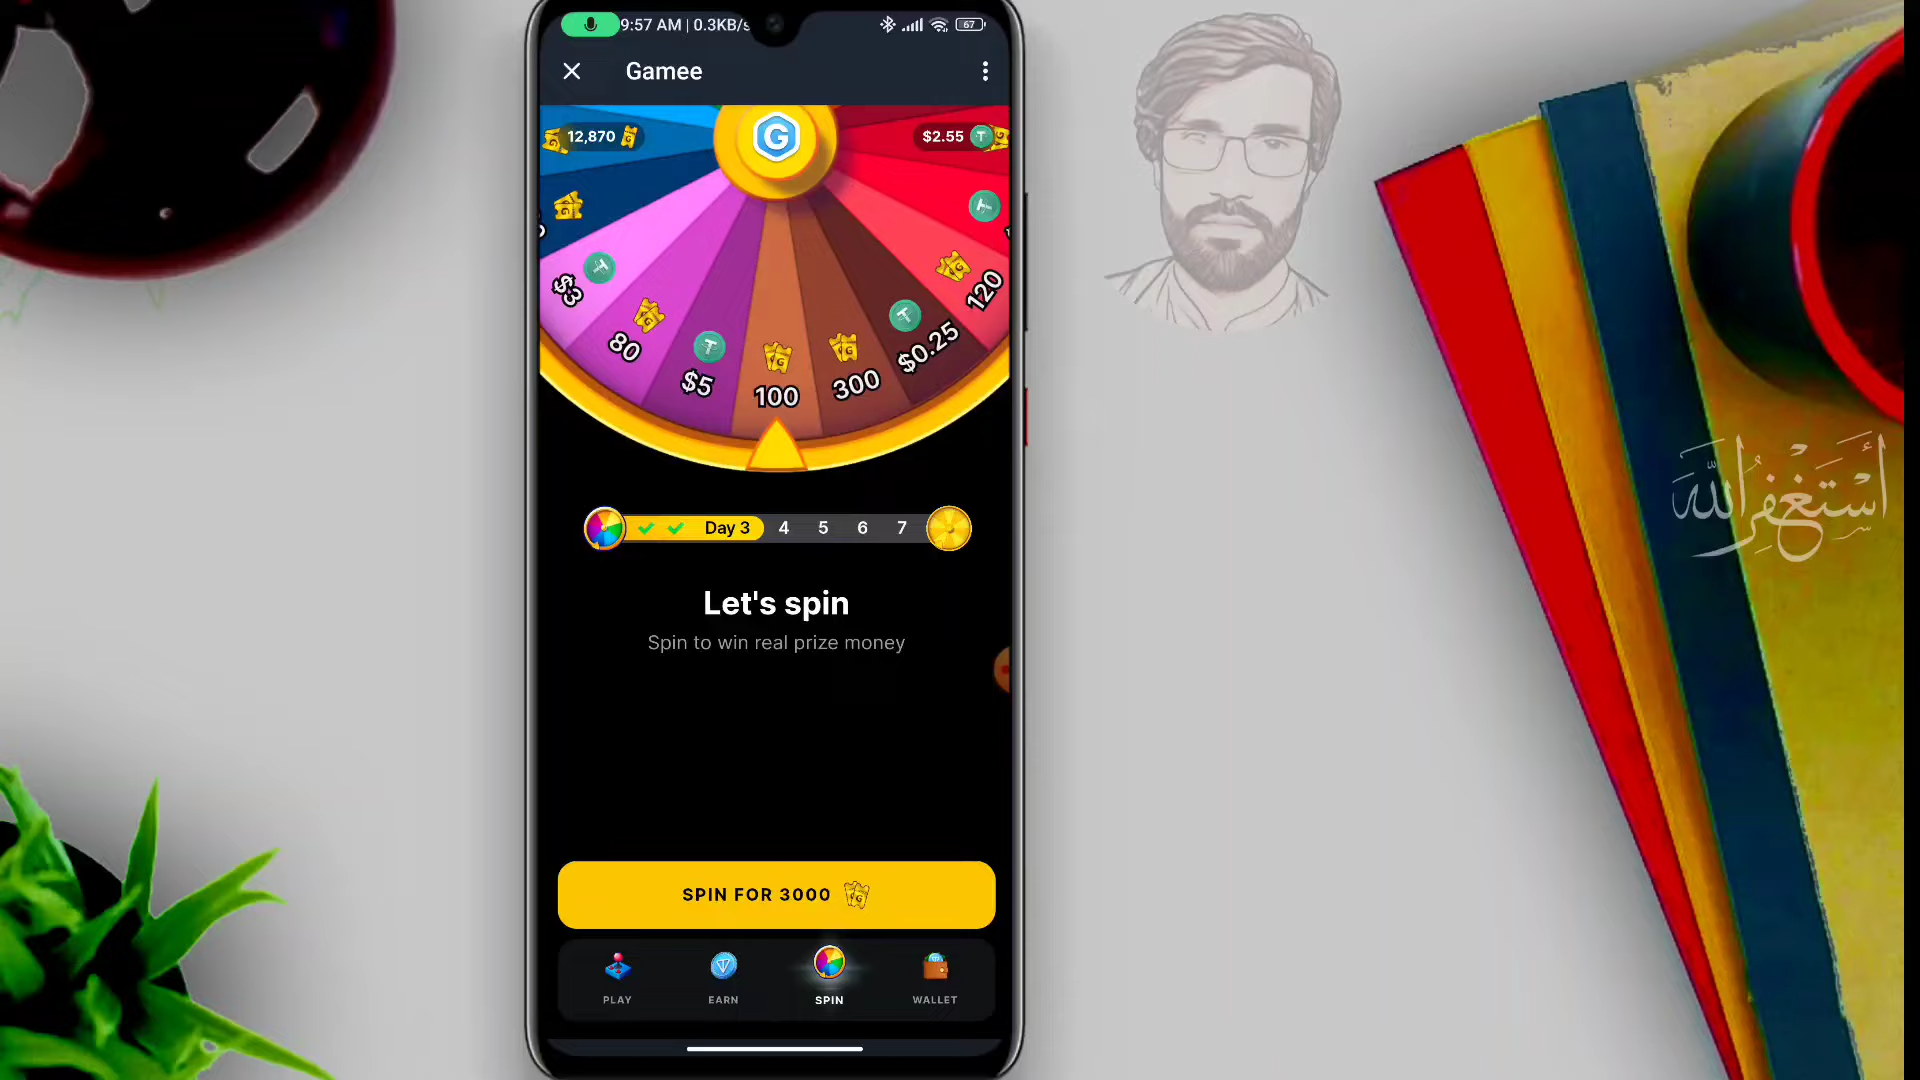 9:57 AM | 0.3KB/s
67
Gamee
12,870
$2.55
G
$3
80
$5
100
300
$0.25
120
Day 3 4 5 6 7
Let's spin
Spin to win real prize money
SPIN FOR 3000
PLAY EARN SPIN WALLET
أستغفر الله